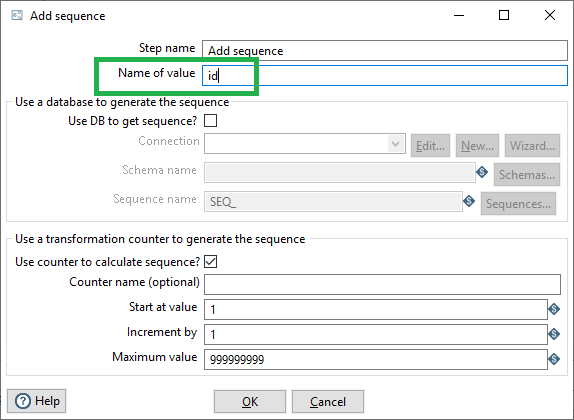 Add sequence
Step name Add sequence
Name of value id
Use a database to generate the sequence
Use DB to get sequence?
Connection Edit... New... Wizard...
Schema name Schemas...
Sequence name SEQ_ Sequences...
Use a transformation counter to generate the sequence
Use counter to calculate sequence?
Counter name (optional)
Start at value 1
Increment by 1
Maximum value 999999999
Help OK Cancel